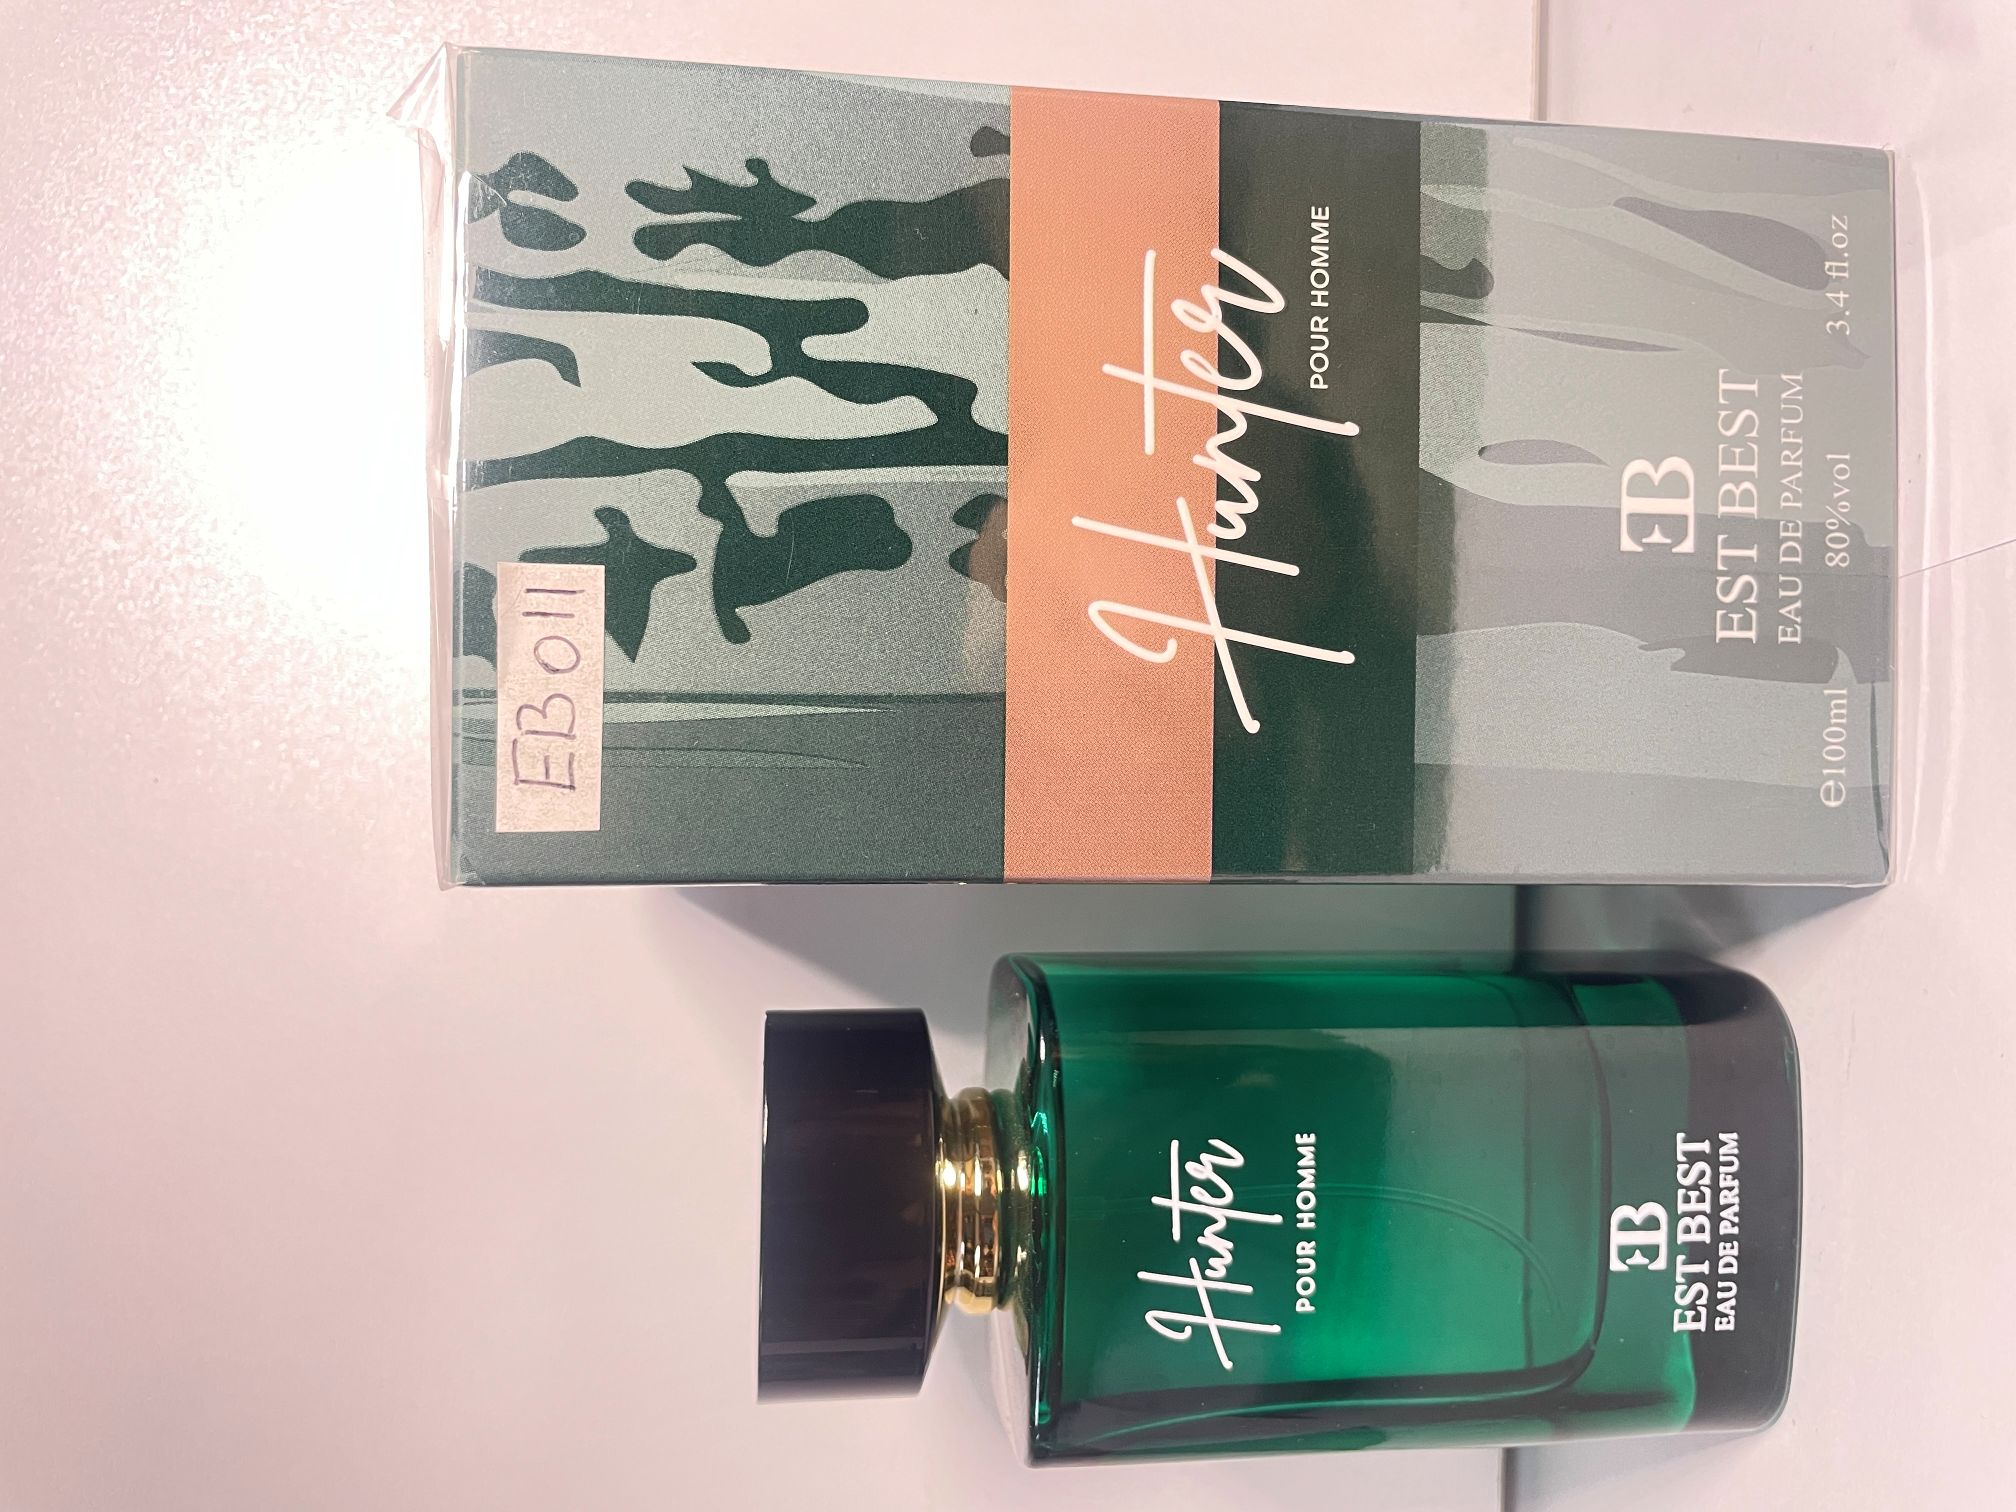 EB011
Hunter
POUR HOMME
EB
EST BEST
EAU DE PARFUM
e100ml 80%vol 3.4 fl.oz
Hunter
POUR HOMME
EB
EST BEST
EAU DE PARFUM